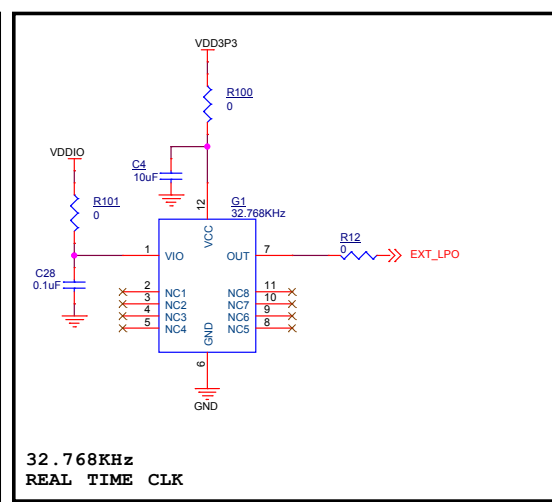 VDD3P3
R100
0
VDDIO
C4
10uF
R101
0
G1
32.768KHz
12
VCC
1
VIO
OUT
7
R12
0
EXT_LPO
C28
0.1uF
2
NC1
NC8
11
3
NC2
NC7
10
4
NC3
NC6
9
5
NC4
NC5
8
GND
6
GND
32.768KHz
REAL TIME CLK